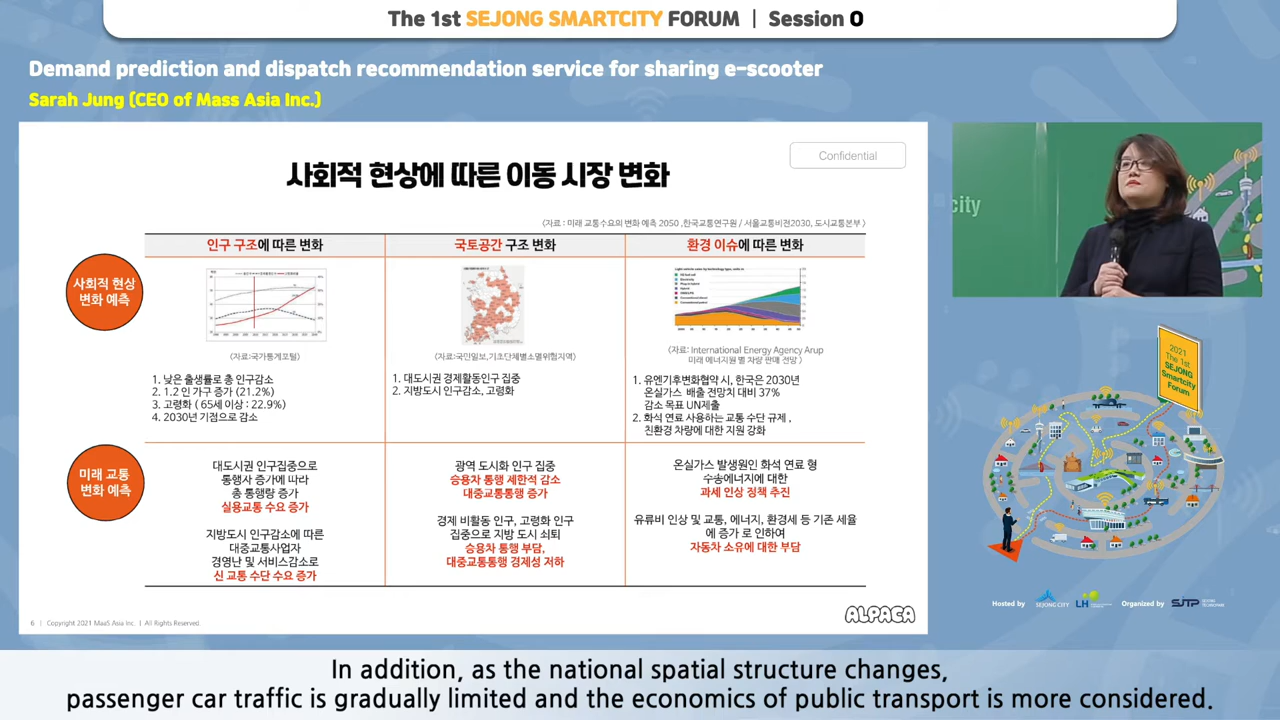 The 1st SEJONG SMARTCITY FORUM | Session 0
Demand prediction and dispatch recommendation service for sharing e-scooter
Sarah Jung (CEO of Mass Asia Inc.)
Confidential
사회적 현상에 따른 이동 시장 변화
〈자료 : 미래 교통수요의 변화 예측 2050 ,한국교통연구원 / 서울교통비전2030, 도시교통본부 〉
인구 구조에 따른 변화
국토공간 구조 변화
환경 이슈에 따른 변화
사회적 현상
변화 예측
〈자료:국가통계포털〉
1. 낮은 출생률로 총 인구감소
2. 1.2 인 가구 증가 (21.2%)
3. 고령화 ( 65세 이상 : 22.9%)
4. 2030년 기점으로 감소
〈자료:국민일보,기초단체별소멸위험지역〉
1. 대도시권 경제활동인구 집중
2. 지방도시 인구감소, 고령화
〈자료: International Energy Agency Arup
미래 에너지원 별 차량 판매 전망 〉
1. 유엔기후변화협약 시, 한국은 2030년
온실가스 배출 전망치 대비 37%
감소 목표 UN제출
2. 화석 연료 사용하는 교통 수단 규제 ,
친환경 차량에 대한 지원 강화
미래 교통
변화 예측
대도시권 인구집중으로
통행사 증가에 따라
총 통행량 증가
실용교통 수요 증가
지방도시 인구감소에 따른
대중교통사업자
경영난 및 서비스감소로
신 교통 수단 수요 증가
광역 도시화 인구 집중
승용차 통행 세한적 감소
대중교통통행 증가
경제 비활동 인구, 고령화 인구
집중으로 지방 도시 쇠퇴
승용차 통행 부담,
대중교통통행 경제성 저하
온실가스 발생원인 화석 연료 형
수송에너지에 대한
과세 인상 정책 추진
유류비 인상 및 교통, 에너지, 환경세 등 기존 세율
에 증가 로 인하여
자동차 소유에 대한 부담
6 | Copyright 2021 MaaS Asia Inc. | All Rights Reserved.
ALPACA
city
2021
The 1st
SEJONG
Smartcity
Forum
Hosted by SEJONG CITY LH Organized by SJTP SEJONG TECHNOPARK
In addition, as the national spatial structure changes,
passenger car traffic is gradually limited and the economics of public transport is more considered.